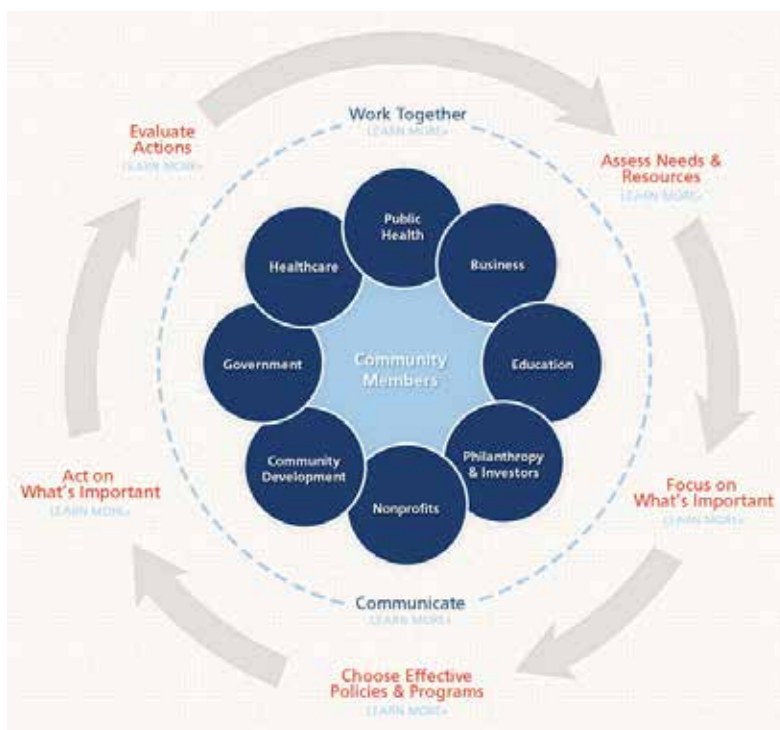 Work Together
LEARN MORE»
Evaluate
Actions
LEARN MORE»
Assess Needs &
Resources
LEARN MORE»
Public
Health
Healthcare
Business
Government
Community
Members
Education
Community
Development
Philanthropy
& Investors
Nonprofits
Act on
What's Important
LEARN MORE»
Focus on
What's Important
LEARN MORE»
Communicate
LEARN MORE»
Choose Effective
Policies & Programs
LEARN MORE»